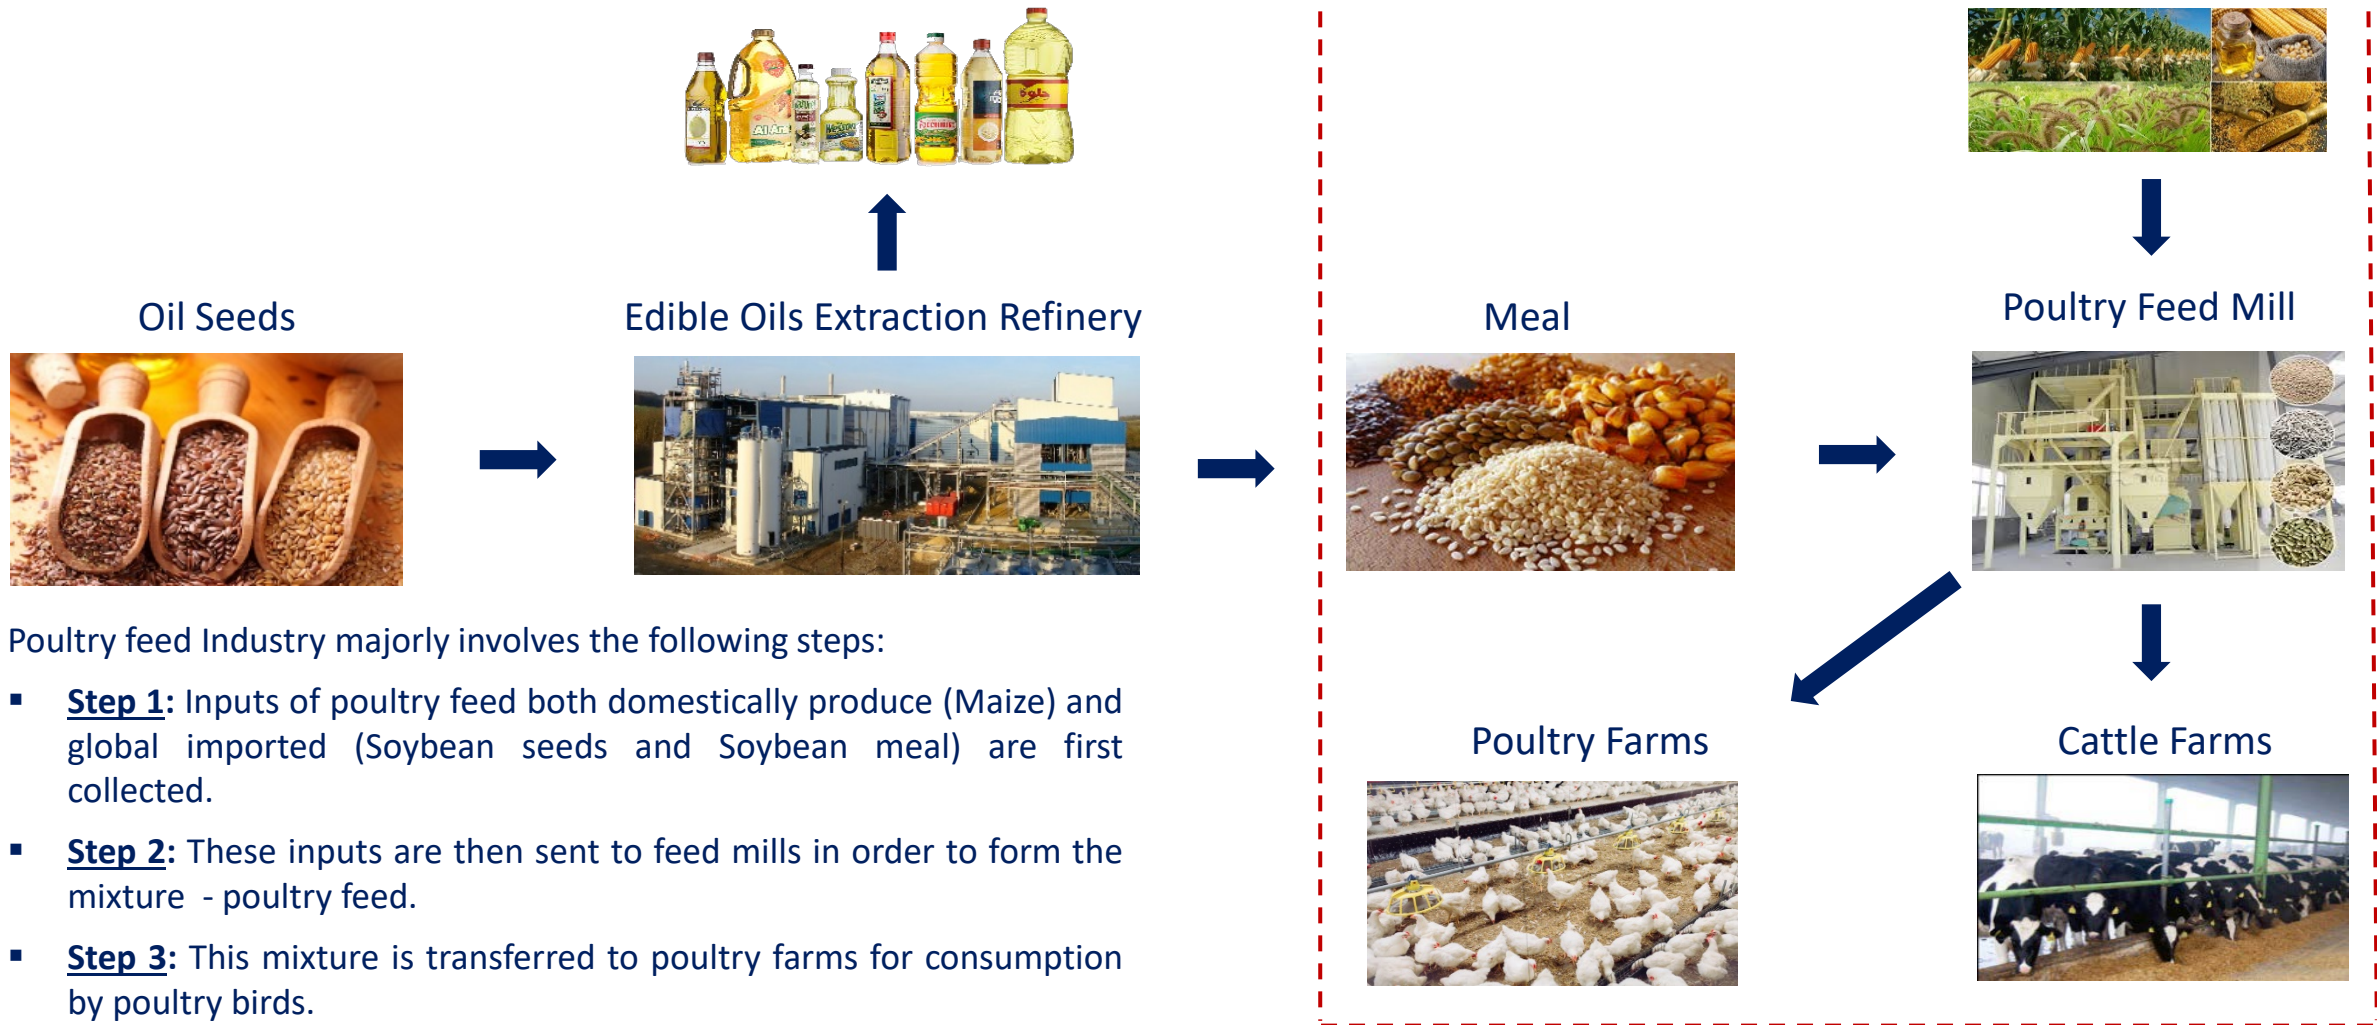 Oil Seeds
Edible Oils Extraction Refinery
Meal
Poultry Feed Mill
Poultry feed Industry majorly involves the following steps:
▪ Step 1: Inputs of poultry feed both domestically produce (Maize) and
global imported (Soybean seeds and Soybean meal) are first
collected.
▪ Step 2: These inputs are then sent to feed mills in order to form the
mixture - poultry feed.
▪ Step 3: This mixture is transferred to poultry farms for consumption
by poultry birds.
Poultry Farms
Cattle Farms